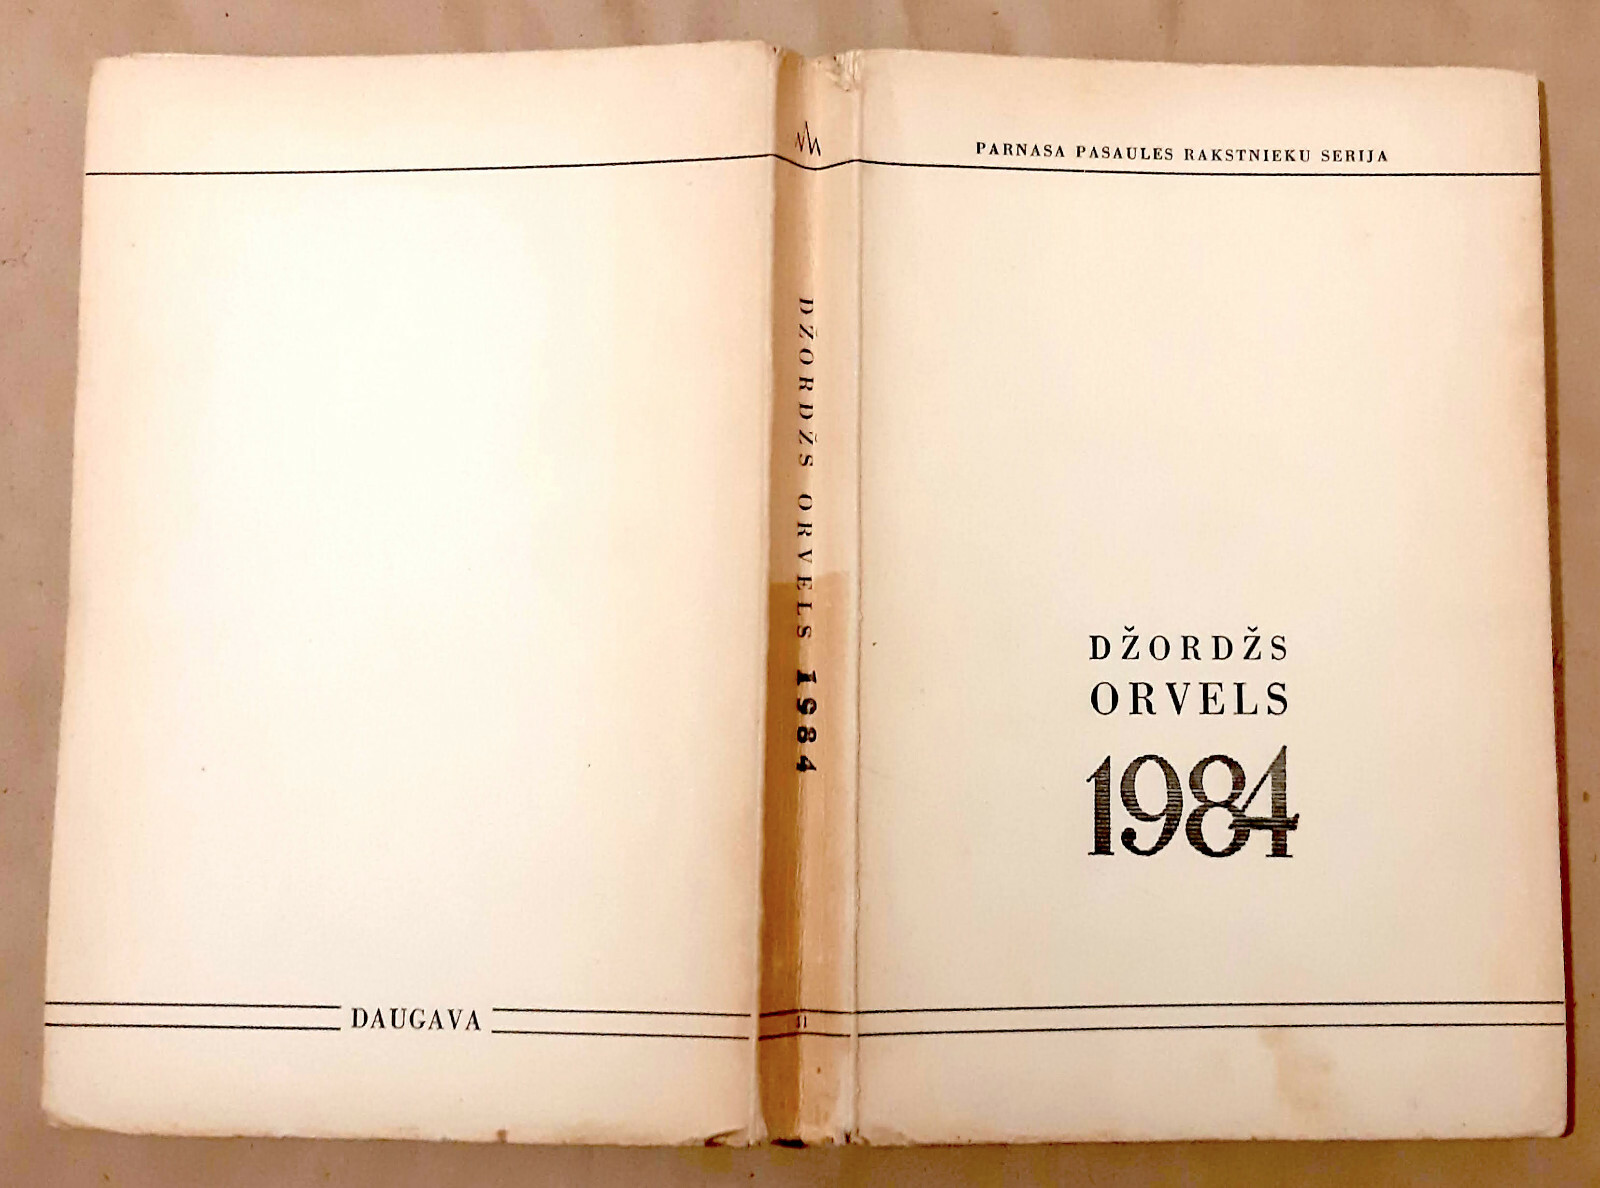 DAUGAVA
DŽORDŽS ORVELS 1984
11
PARNASA PASAULES RAKSTNIEKU SERIJA
DŽORDŽS
ORVELS
1984